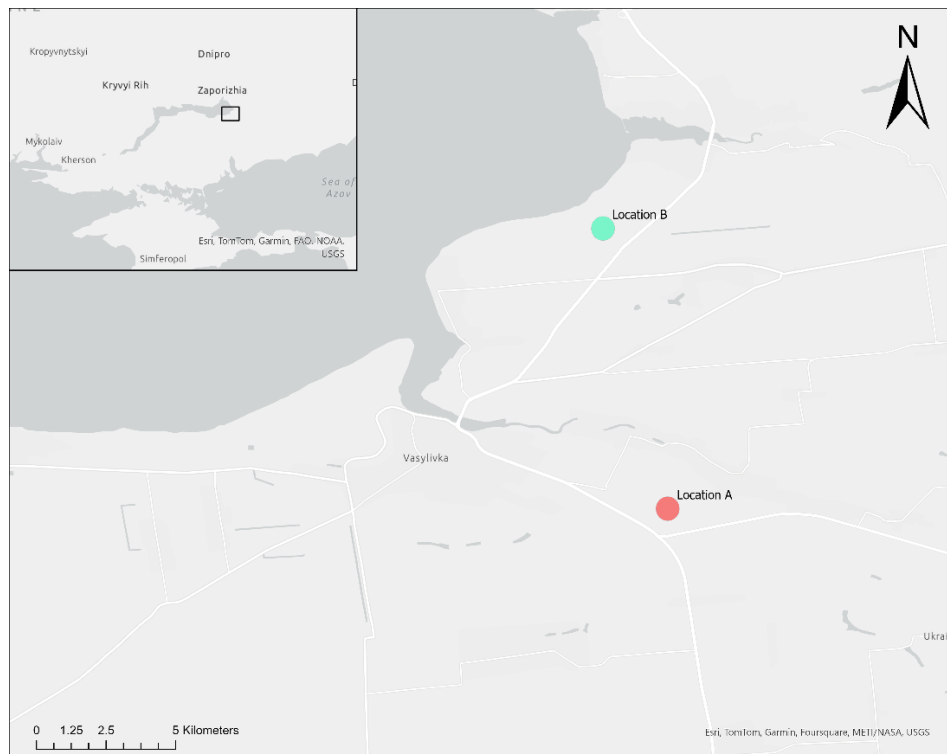 Kropyvnytskyi
Dnipro
Kryvyi Rih
Zaporizhia
Mykolaiv
Kherson
Sea of
Azov
Esri, TomTom, Garmin, FAO, NOAA,
USGS
Simferopol
N
Location B
Vasylivka
Location A
Ukrai
0 1.25 2.5 5 Kilometers
Esri, TomTom, Garmin, Foursquare, METI/NASA, USGS